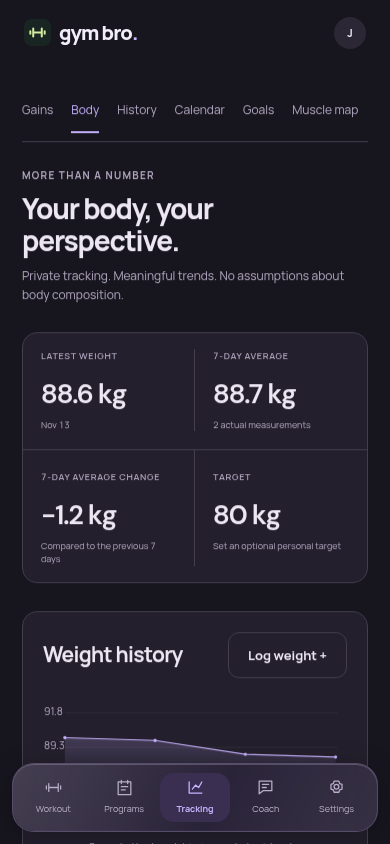 gym bro.
J
Gains Body History Calendar Goals Muscle map
MORE THAN A NUMBER
Your body, your
perspective.
Private tracking. Meaningful trends. No assumptions about
body composition.
LATEST WEIGHT
88.6 kg
Nov 13
7-DAY AVERAGE
88.7 kg
2 actual measurements
7-DAY AVERAGE CHANGE
−1.2 kg
Compared to the previous 7
days
TARGET
80 kg
Set an optional personal target
Weight history
Log weight +
91.8
89.3
Workout Programs Tracking Coach Settings